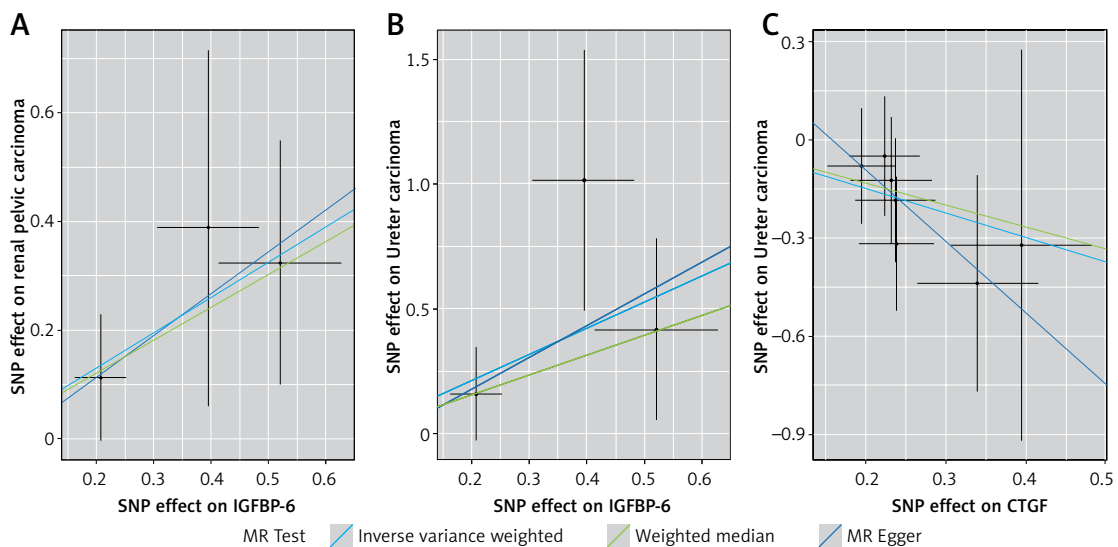 A
SNP effect on renal pelvic carcinoma
0.6
0.4
0.2
0
0.2 0.3 0.4 0.5 0.6
SNP effect on IGFBP-6
B
SNP effect on Ureter carcinoma
1.5
1.0
0.5
0
0.2 0.3 0.4 0.5 0.6
SNP effect on IGFBP-6
C
SNP effect on Ureter carcinoma
0.3
0
–0.3
–0.6
–0.9
0.2 0.3 0.4 0.5
SNP effect on CTGF
MR Test Inverse variance weighted Weighted median MR Egger